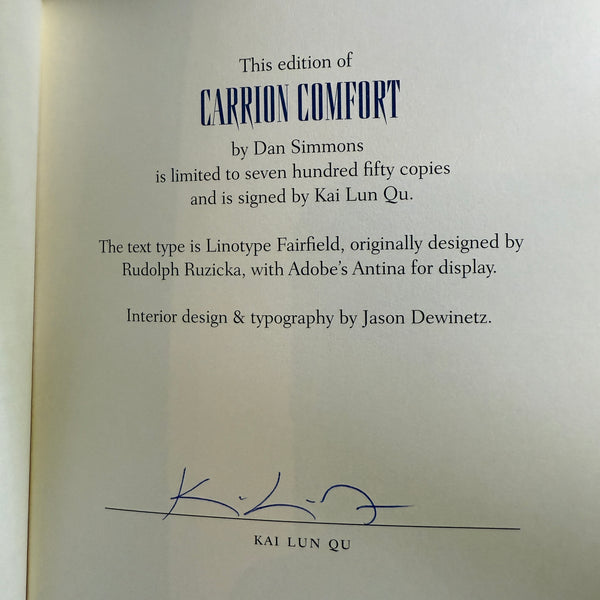 This edition of
CARRION COMFORT
by Dan Simmons
is limited to seven hundred fifty copies
and is signed by Kai Lun Qu.
The text type is Linotype Fairfield, originally designed by
Rudolph Ruzicka, with Adobe's Antina for display.
Interior design & typography by Jason Dewinetz.
KAI LUN QU